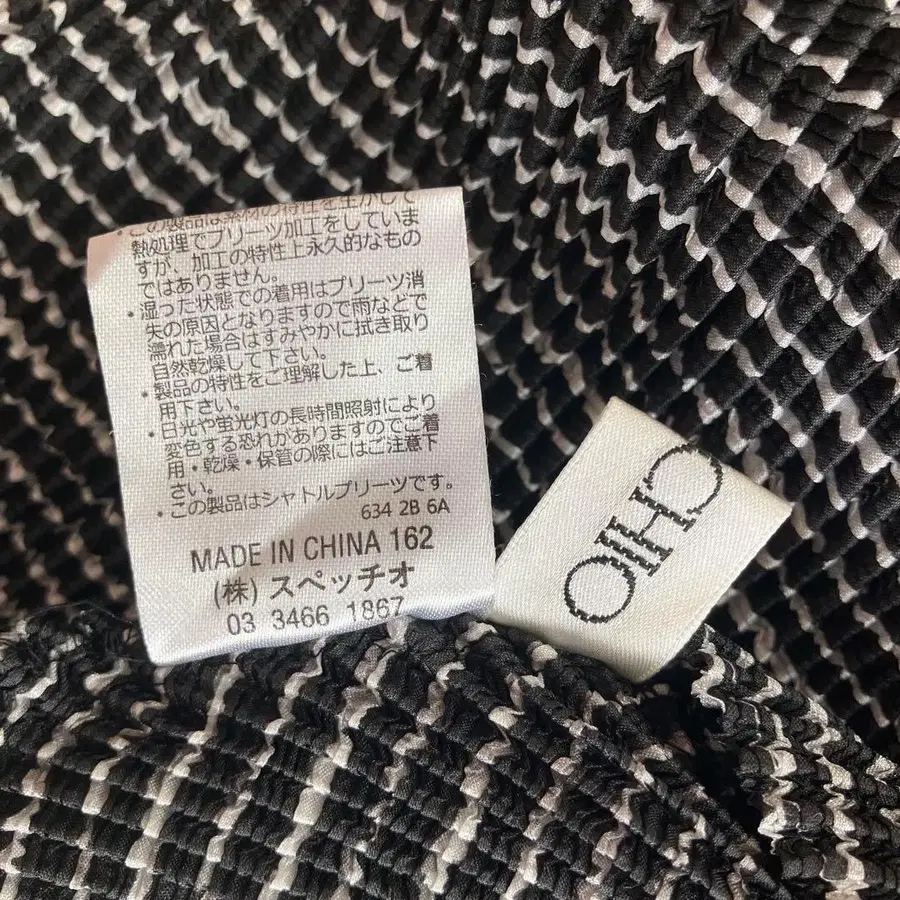 ・この製品は素材の特性を生かして
熱処理でプリーツ加工をしていま
すが、加工の特性上永久的なもの
ではありません。
・湿った状態での着用はプリーツ消
失の原因となりますので雨などで
濡れた場合はすみやかに拭き取り
自然乾燥して下さい。
・製品の特性をご理解した上、ご着
用下さい。
・日光や蛍光灯の長時間照射により
変色する恐れがありますのでご着
用・乾燥・保管の際にはご注意下
さい。
・この製品はシャトルプリーツです。
634 2B 6A
MADE IN CHINA 162
(株) スペッチオ
03 3466 1867
CHIO